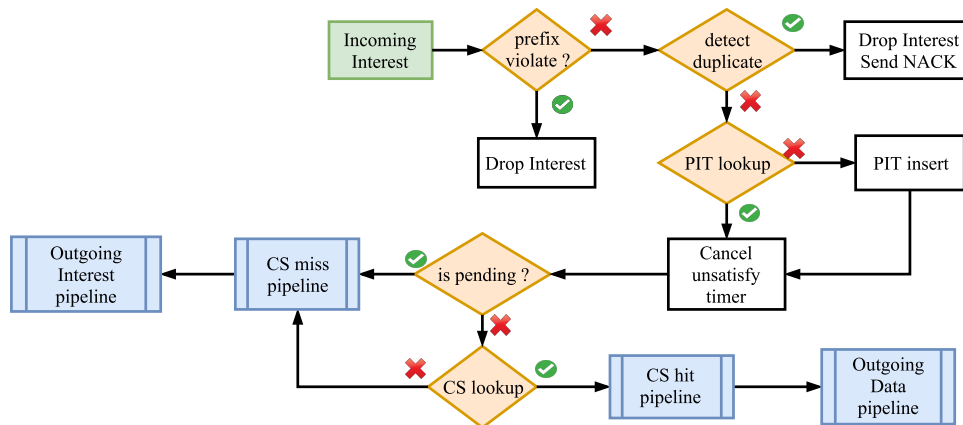 Incoming
Interest
prefix
violate ?
detect
duplicate
Drop Interest
Send NACK
Drop Interest
PIT lookup
PIT insert
Outgoing
Interest
pipeline
CS miss
pipeline
is pending ?
Cancel
unsatisfy
timer
CS lookup
CS hit
pipeline
Outgoing
Data
pipeline